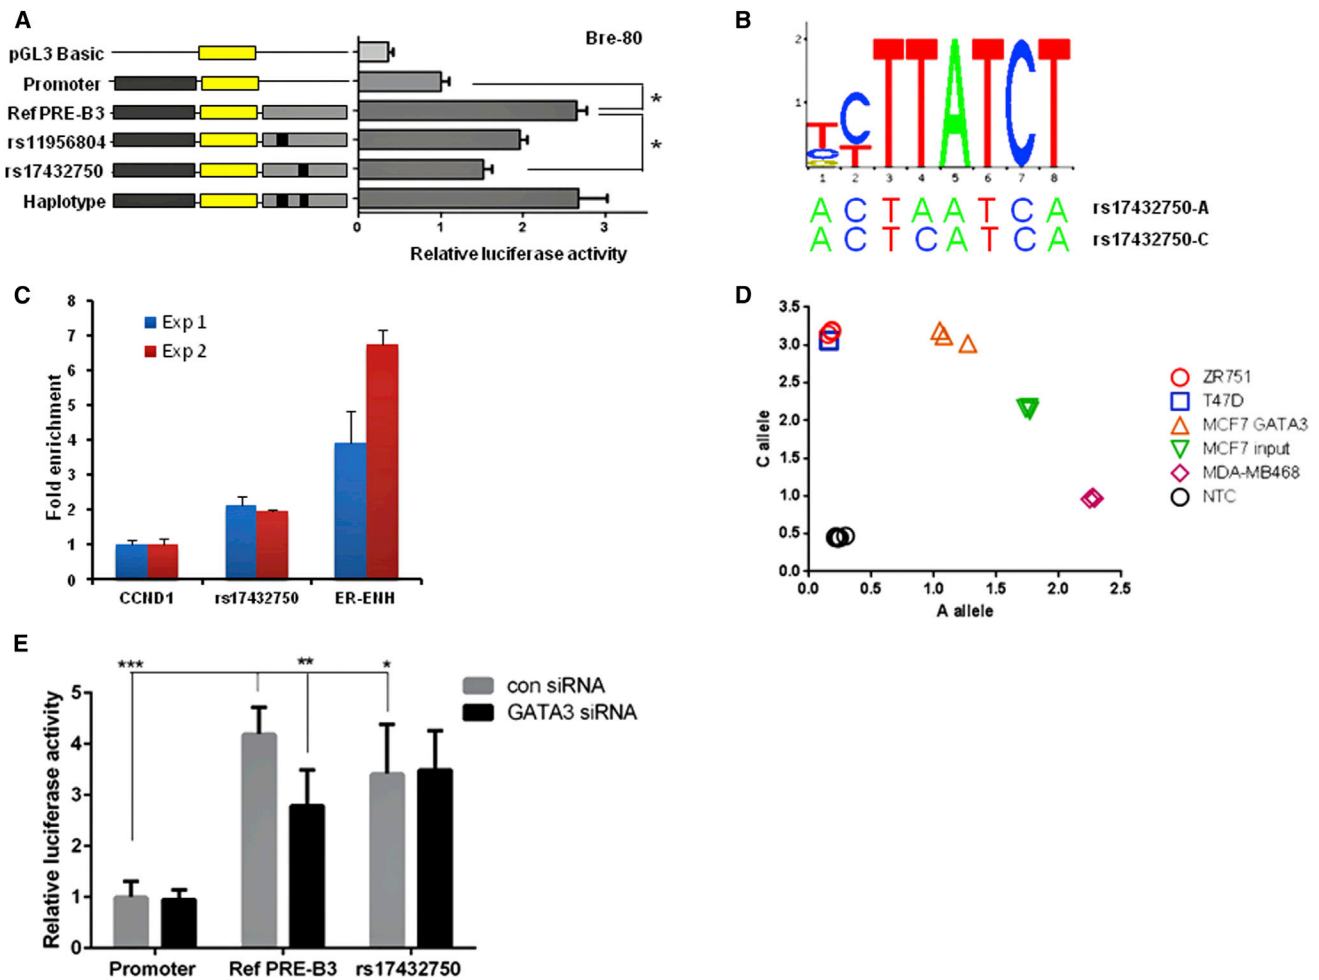 A
Bre-80
pGL3 Basic
Promoter
Ref PRE-B3
rs11956804
rs17432750
Haplotype
*
*
0 1 2 3
Relative luciferase activity
B
2
1
T C T T A T C T
C T
G
1 2 3 4 5 6 7 8
A C T A A T C A rs17432750-A
A C T C A T C A rs17432750-C
C
Fold enrichment
8
7
6
5
4
3
2
1
0
Exp 1
Exp 2
CCND1 rs17432750 ER-ENH
D
C allele
3.5
3.0
2.5
2.0
1.5
1.0
0.5
0.0
0.0 0.5 1.0 1.5 2.0 2.5
A allele
ZR751
T47D
MCF7 GATA3
MCF7 input
MDA-MB468
NTC
E
Relative luciferase activity
5
4
3
2
1
0
*** ** *
con siRNA
GATA3 siRNA
Promoter Ref PRE-B3 rs17432750